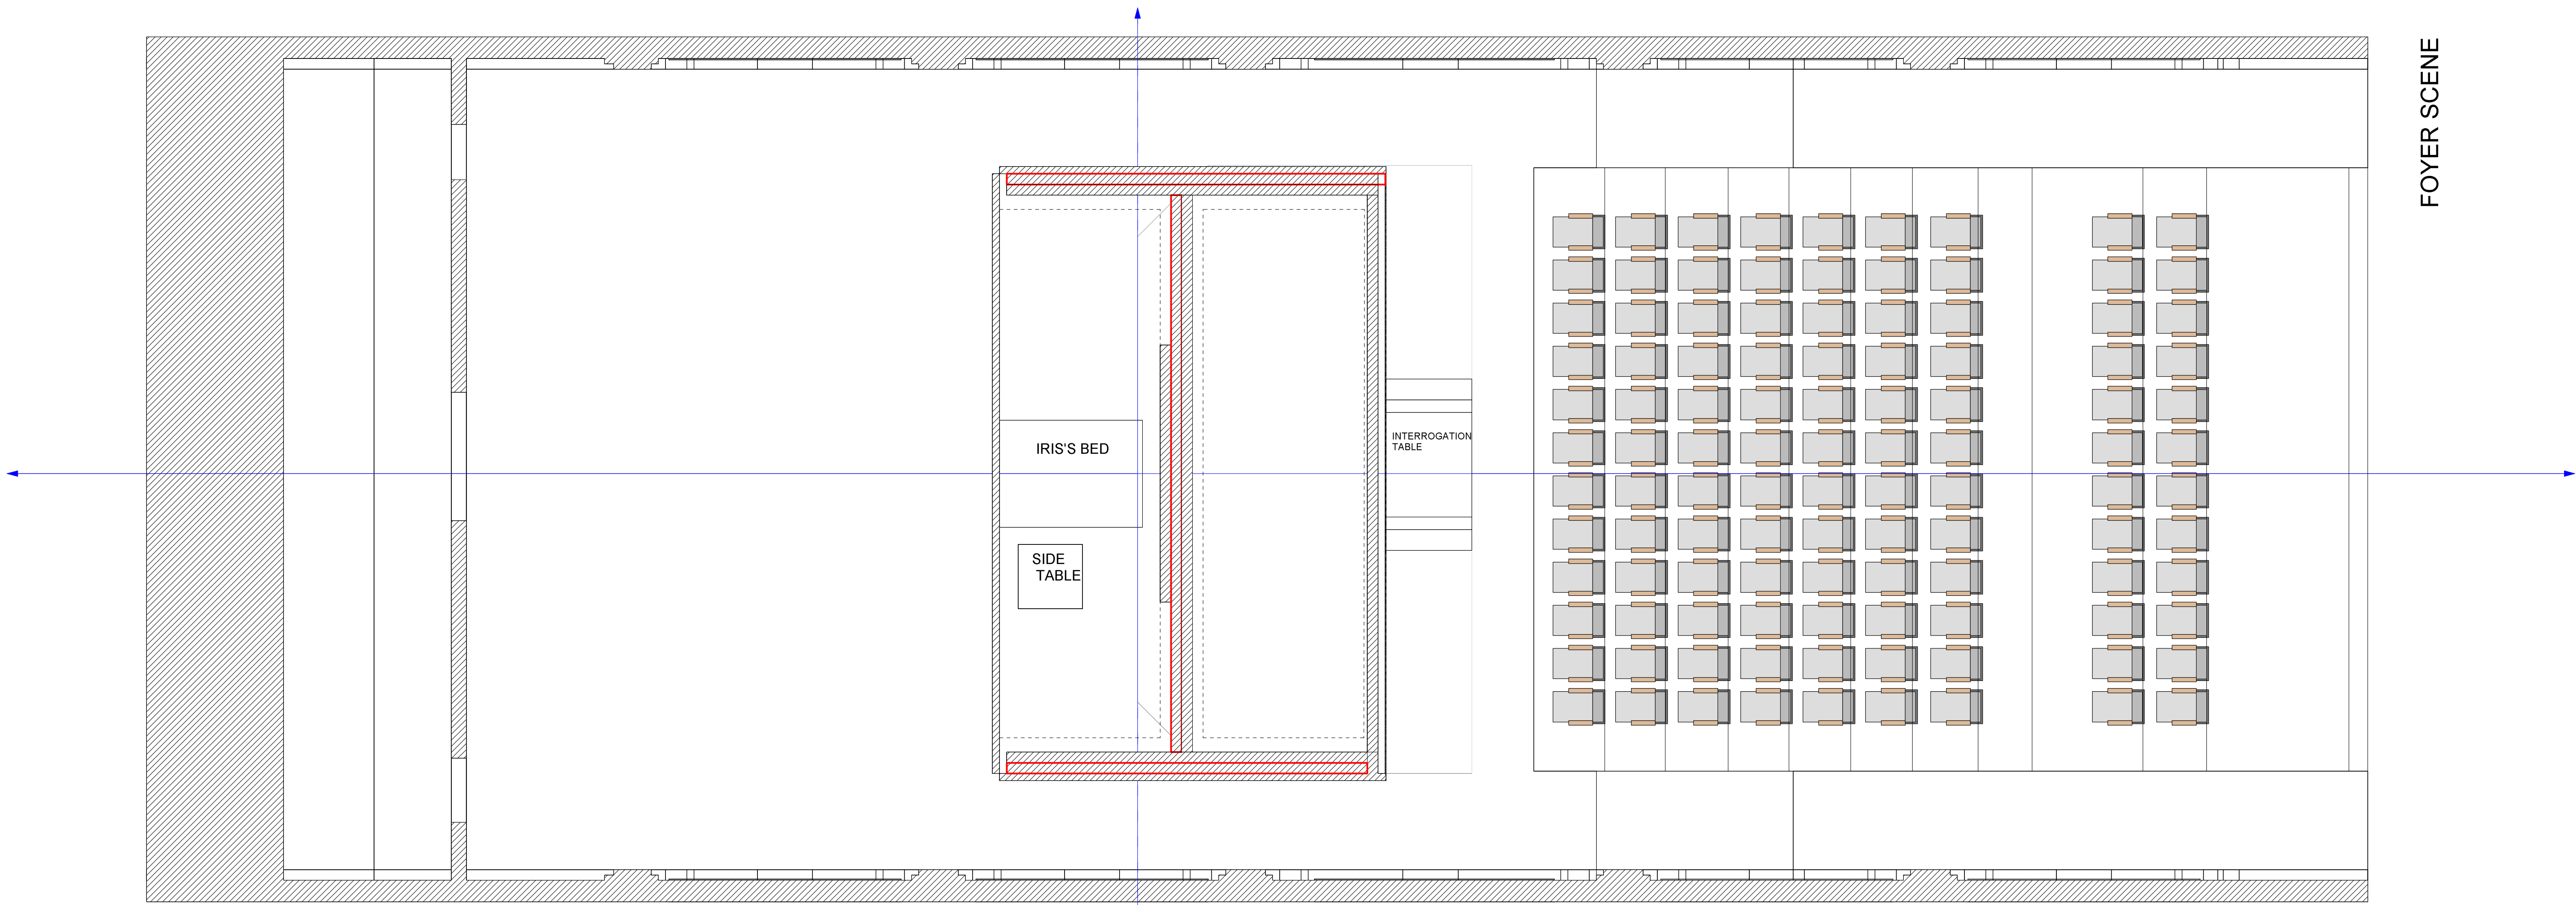 FOYER SCENE
IRIS'S BED
INTERROGATION
TABLE
SIDE
TABLE